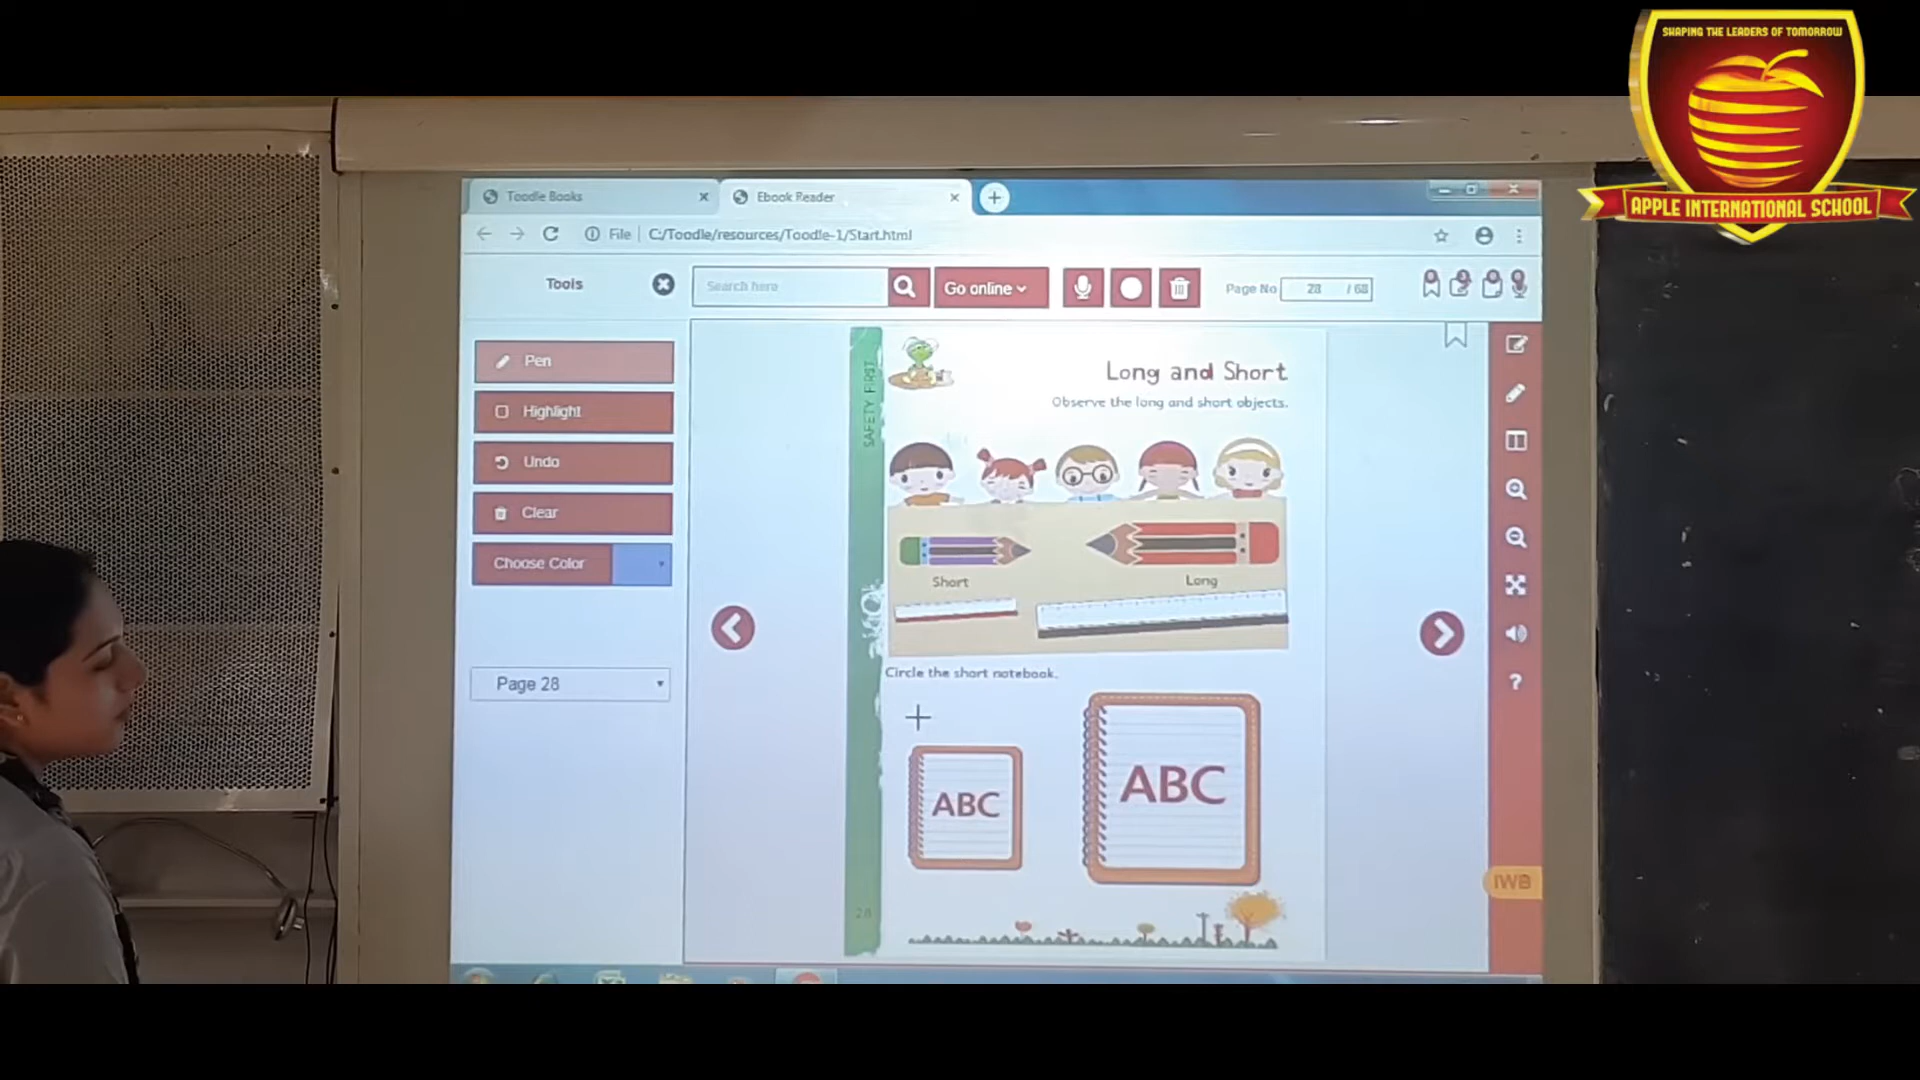 SHAPING THE LEADERS OF TOMORROW
APPLE INTERNATIONAL SCHOOL
Toodle Books
Ebook Reader
File
C:/Toodle/resources/Toodle-1/Start.html
Tools
Search here
Go online
Page No
28
/ 68
Pen
Highlight
Undo
Clear
Choose Color
Page 28
SAFETY FIRST
Long and Short
Observe the long and short objects.
Short
Long
Circle the short notebook.
ABC
ABC
28
IWB
?